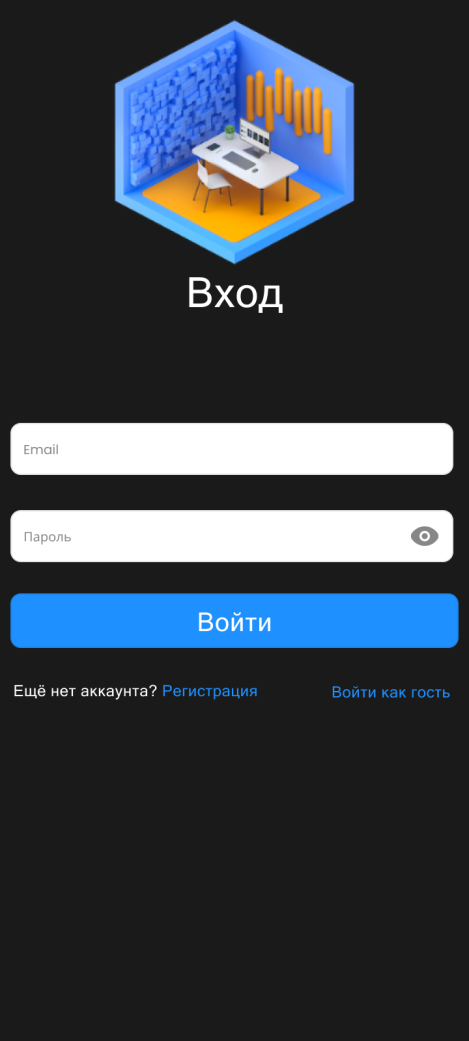 Вход
Email
Пароль
Войти
Ещё нет аккаунта? Регистрация
Войти как гость